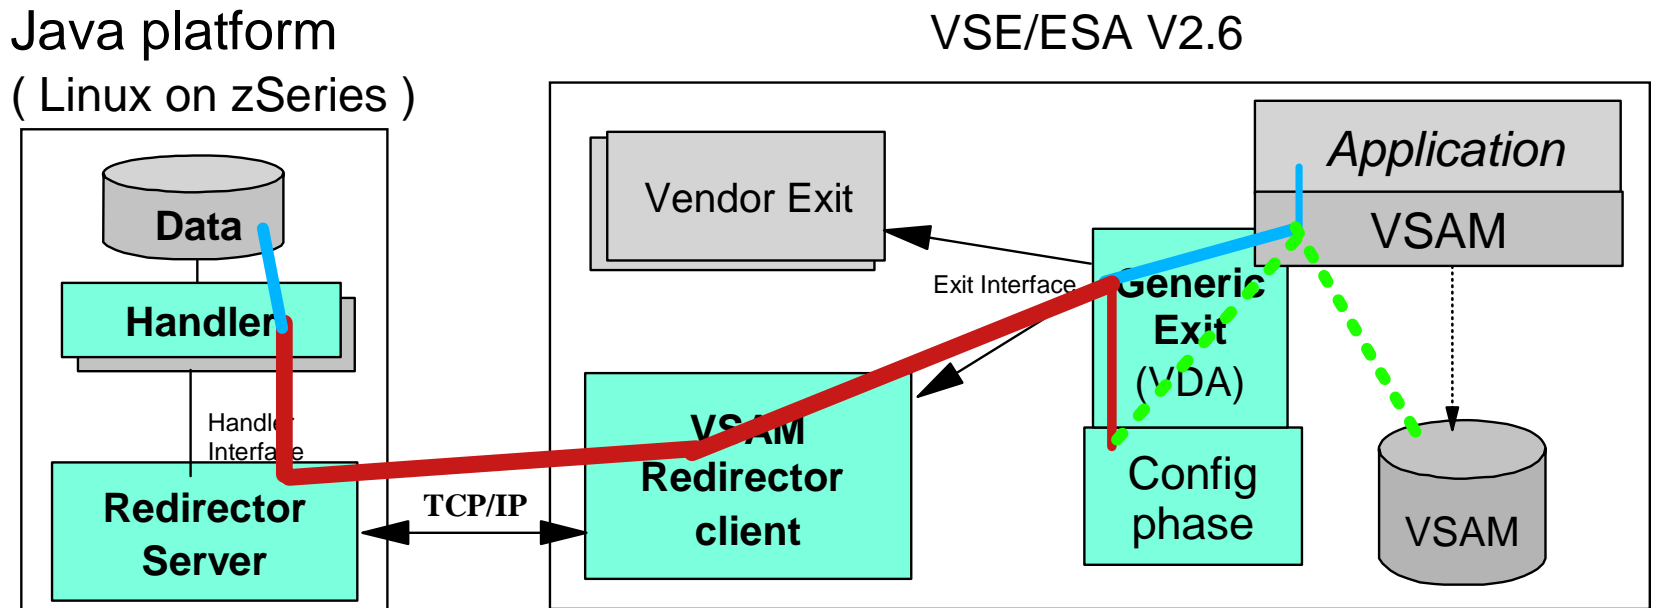 Java platform
( Linux on zSeries )
VSE/ESA V2.6
Data
Handler
Handler
Interface
Redirector
Server
TCP/IP
Vendor Exit
Exit Interface
VSAM
Redirector
client
Generic
Exit
(VDA)
Config
phase
Application
VSAM
VSAM